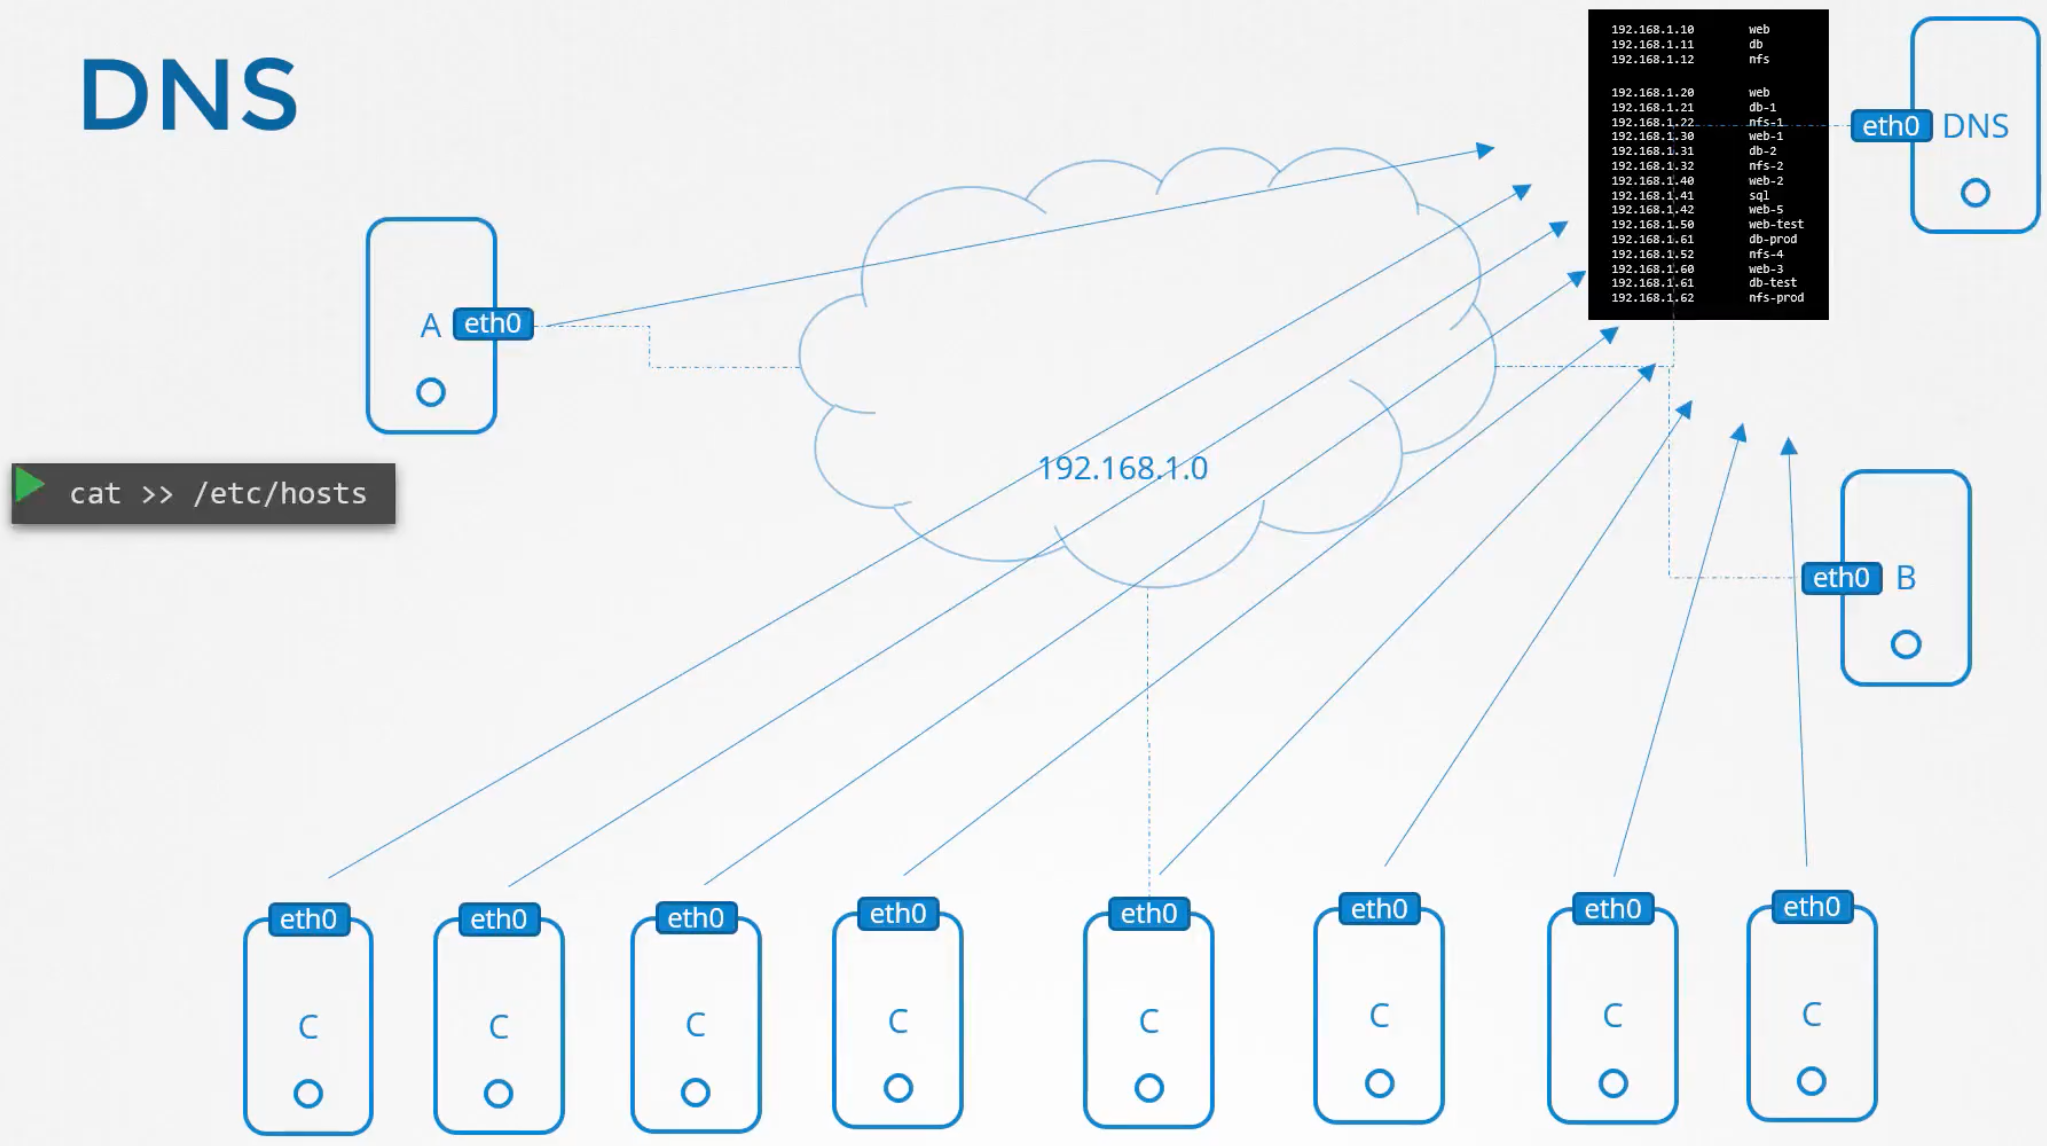 DNS
192.168.1.10 web
192.168.1.11 db
192.168.1.12 nfs
192.168.1.20 web
192.168.1.21 db-1
192.168.1.22 nfs-1
192.168.1.30 web-1
192.168.1.31 db-2
192.168.1.32 nfs-2
192.168.1.40 web-2
192.168.1.41 sql
192.168.1.42 web-5
192.168.1.50 web-test
192.168.1.61 db-prod
192.168.1.52 nfs-4
192.168.1.60 web-3
192.168.1.61 db-test
192.168.1.62 nfs-prod
eth0 DNS
A eth0
192.168.1.0
cat >> /etc/hosts
eth0 B
eth0 eth0 eth0 eth0 eth0 eth0 eth0 eth0
C C C C C C C C